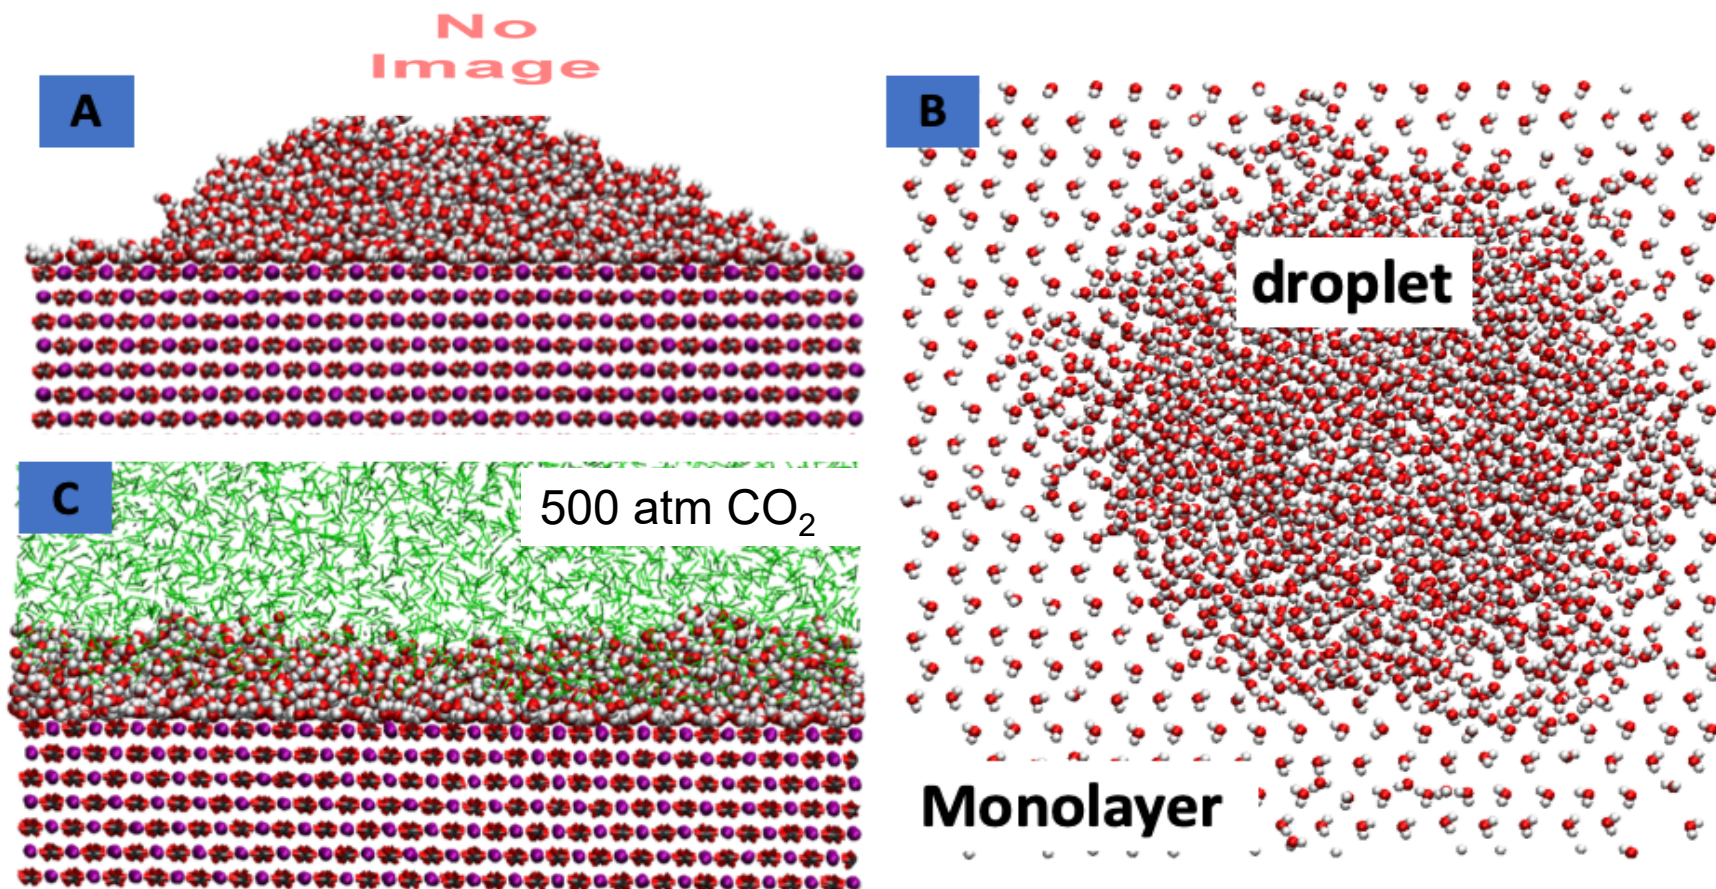 No
Image
A
B
droplet
C
500 atm CO₂
Monolayer